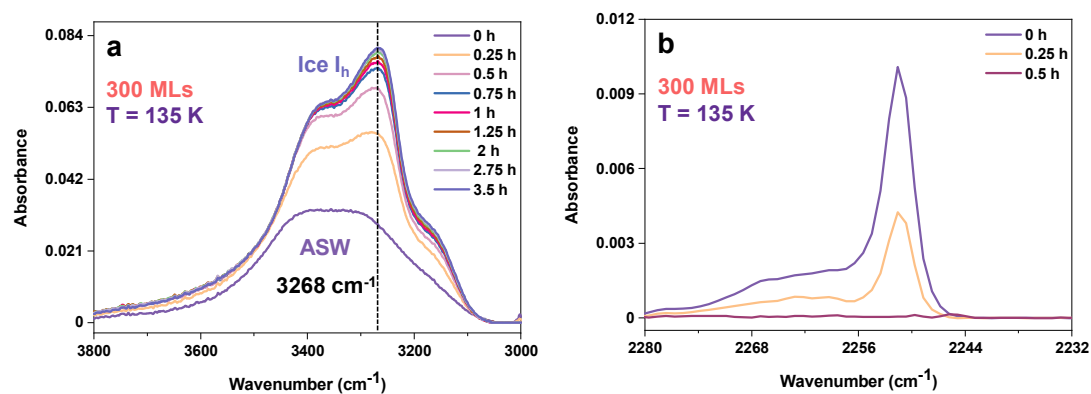 a
Ice Iₕ
300 MLs
T = 135 K
ASW
3268 cm⁻¹
0 h
0.25 h
0.5 h
0.75 h
1 h
1.25 h
2 h
2.75 h
3.5 h
0.084
0.063
0.042
0.021
0
Absorbance
3800 3600 3400 3200 3000
Wavenumber (cm⁻¹)
b
300 MLs
T = 135 K
0 h
0.25 h
0.5 h
0.012
0.009
0.006
0.003
0.000
Absorbance
2280 2268 2256 2244 2232
Wavenumber (cm⁻¹)